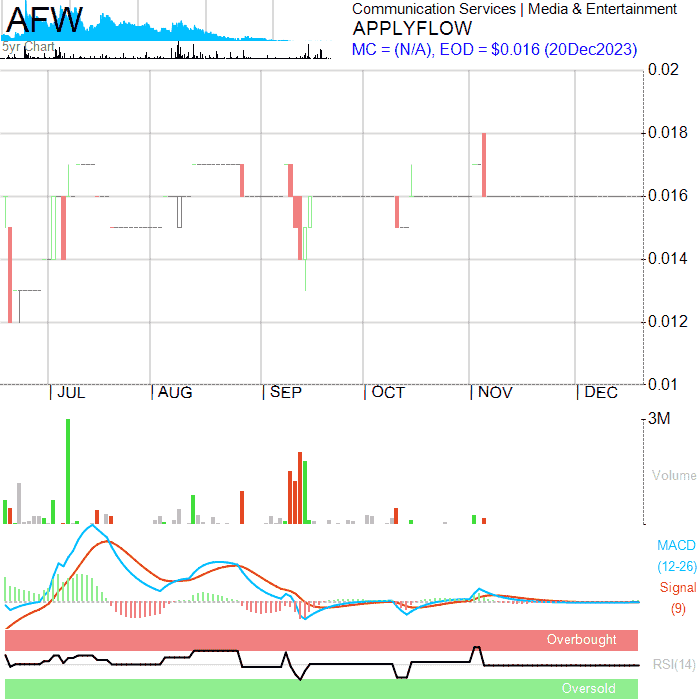 AFW
5yr Chart
Communication Services | Media & Entertainment
APPLYFLOW
MC = (N/A), EOD = $0.016 (20Dec2023)
0.02
0.018
0.016
0.014
0.012
0.01
JUL AUG SEP OCT NOV DEC
3M
Volume
MACD
(12-26)
Signal
(9)
Overbought
RSI(14)
Oversold